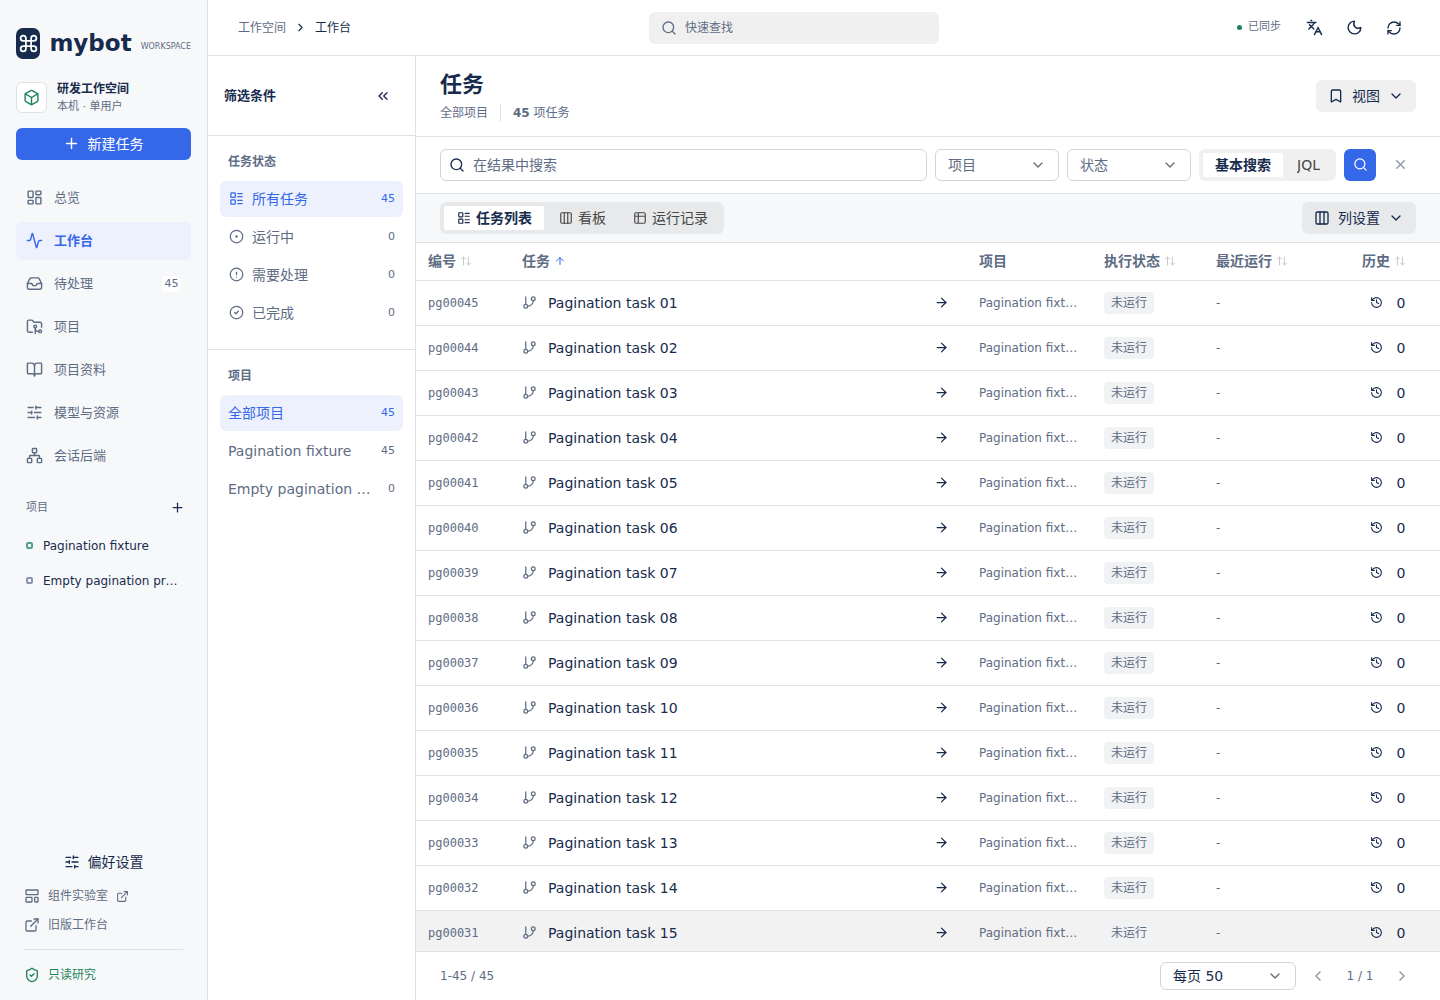 mybot WORKSPACE
研发工作空间
本机 · 单用户
新建任务
总览
工作台
待处理 45
项目
项目资料
模型与资源
会话后端
项目
Pagination fixture
Empty pagination pr...
偏好设置
组件实验室
旧版工作台
只读研究
工作空间 工作台
快速查找
已同步
筛选条件
任务状态
所有任务 45
运行中 0
需要处理 0
已完成 0
项目
全部项目 45
Pagination fixture 45
Empty pagination ... 0
任务
全部项目 45 项任务
视图
在结果中搜索 项目 状态 基本搜索 JQL
任务列表 看板 运行记录 列设置
编号 任务 项目 执行状态 最近运行 历史
pg00045 Pagination task 01 Pagination fixt... 未运行 - 0
pg00044 Pagination task 02 Pagination fixt... 未运行 - 0
pg00043 Pagination task 03 Pagination fixt... 未运行 - 0
pg00042 Pagination task 04 Pagination fixt... 未运行 - 0
pg00041 Pagination task 05 Pagination fixt... 未运行 - 0
pg00040 Pagination task 06 Pagination fixt... 未运行 - 0
pg00039 Pagination task 07 Pagination fixt... 未运行 - 0
pg00038 Pagination task 08 Pagination fixt... 未运行 - 0
pg00037 Pagination task 09 Pagination fixt... 未运行 - 0
pg00036 Pagination task 10 Pagination fixt... 未运行 - 0
pg00035 Pagination task 11 Pagination fixt... 未运行 - 0
pg00034 Pagination task 12 Pagination fixt... 未运行 - 0
pg00033 Pagination task 13 Pagination fixt... 未运行 - 0
pg00032 Pagination task 14 Pagination fixt... 未运行 - 0
pg00031 Pagination task 15 Pagination fixt... 未运行 - 0
1-45 / 45 每页 50 1 / 1